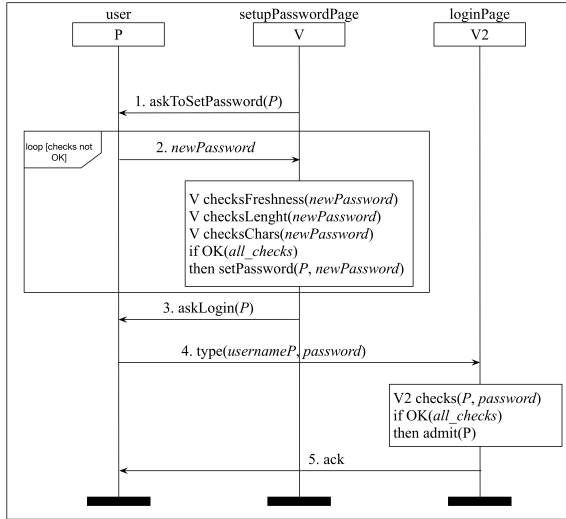 user
setupPasswordPage
loginPage
P
V
V2
1. askToSetPassword(P)
loop [checks not
OK]
2. newPassword
V checksFreshness(newPassword)
V checksLenght(newPassword)
V checksChars(newPassword)
if OK(all_checks)
then setPassword(P, newPassword)
3. askLogin(P)
4. type(usernameP, password)
V2 checks(P, password)
if OK(all_checks)
then admit(P)
5. ack